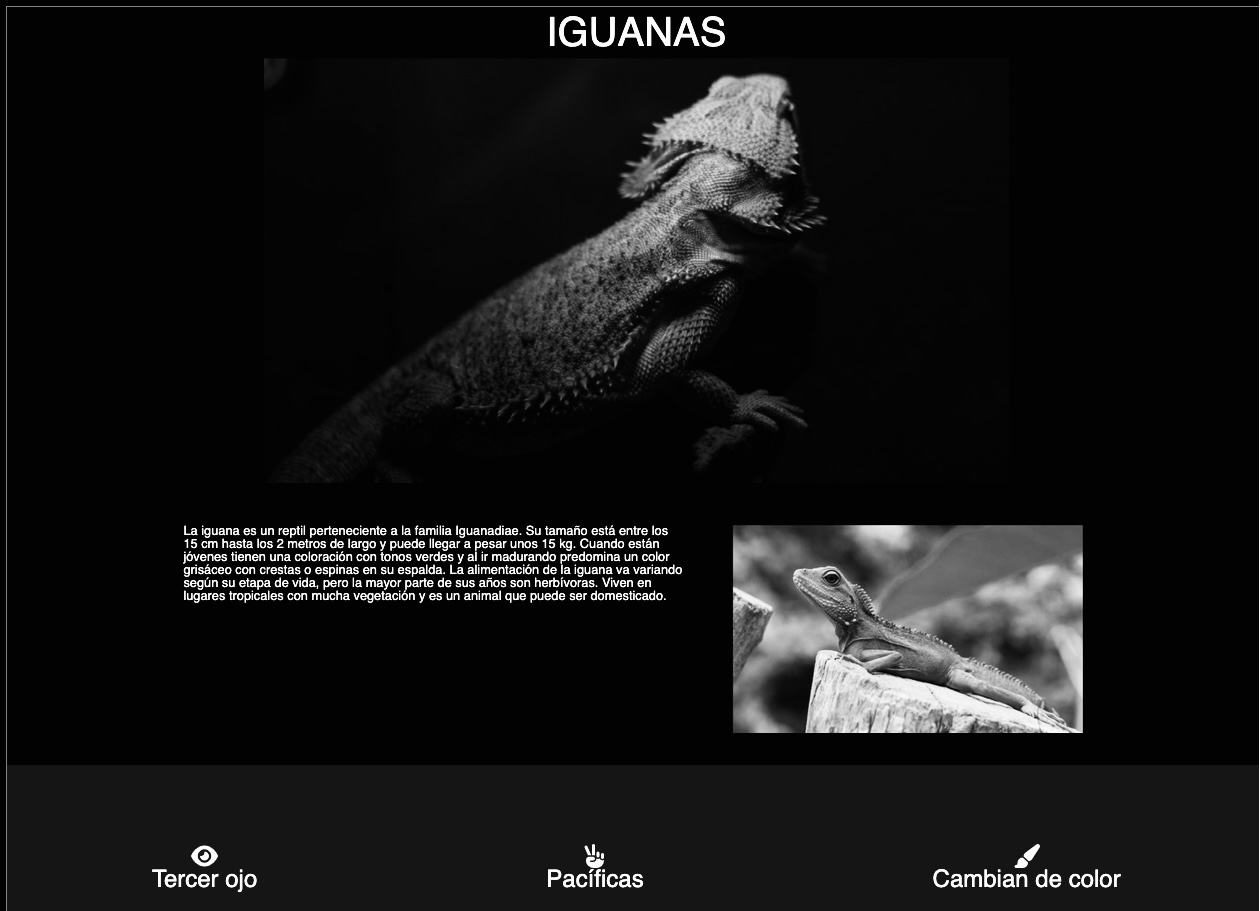 IGUANAS
La iguana es un reptil perteneciente a la familia Iguanadiae. Su tamaño está entre los
15 cm hasta los 2 metros de largo y puede llegar a pesar unos 15 kg. Cuando están
jóvenes tienen una coloración con tonos verdes y al ir madurando predomina un color
grisáceo con crestas o espinas en su espalda. La alimentación de la iguana va variando
según su etapa de vida, pero la mayor parte de sus años son herbívoras. Viven en
lugares tropicales con mucha vegetación y es un animal que puede ser domesticado.
Tercer ojo
Pacíficas
Cambian de color